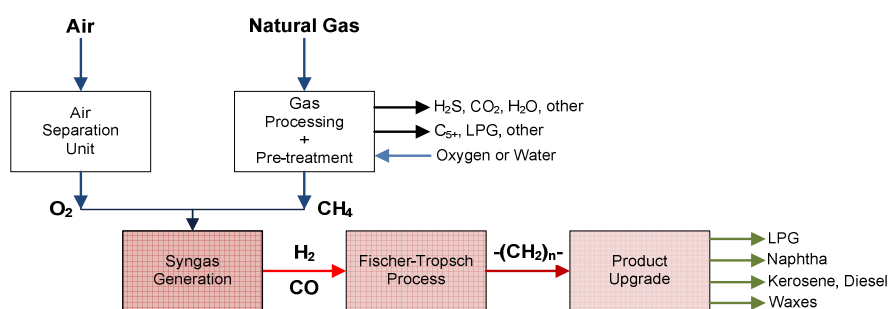 Air
Natural Gas
Air
Separation
Unit
Gas
Processing
+
Pre-treatment
H₂S, CO₂, H₂O, other
C₅₊, LPG, other
Oxygen or Water
O₂
CH₄
Syngas
Generation
H₂
CO
Fischer-Tropsch
Process
-(CH₂)ₙ-
Product
Upgrade
LPG
Naphtha
Kerosene, Diesel
Waxes